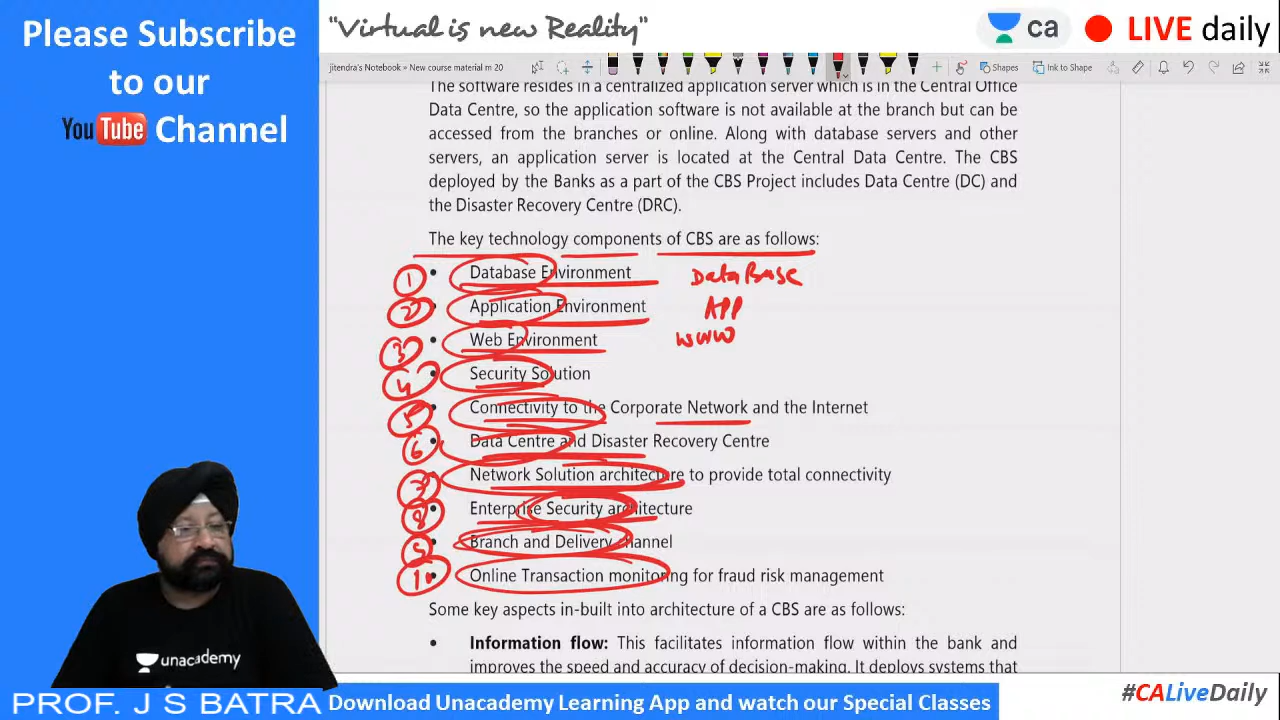 Please Subscribe
to our
YouTube Channel
"Virtual is new Reality"
ca
LIVE daily
jitendra's Notebook » New course material m 20
Shapes
Ink to Shape
The software resides in a centralized application server which is in the Central Office
Data Centre, so the application software is not available at the branch but can be
accessed from the branches or online. Along with database servers and other
servers, an application server is located at the Central Data Centre. The CBS
deployed by the Banks as a part of the CBS Project includes Data Centre (DC) and
the Disaster Recovery Centre (DRC).
The key technology components of CBS are as follows:
1 • Database Environment DataBase
2 • Application Environment APP
3 • Web Environment www
4 • Security Solution
5 • Connectivity to the Corporate Network and the Internet
6 • Data Centre and Disaster Recovery Centre
7 • Network Solution architecture to provide total connectivity
8 • Enterprise Security architecture
9 • Branch and Delivery channel
10 • Online Transaction monitoring for fraud risk management
Some key aspects in-built into architecture of a CBS are as follows:
• Information flow: This facilitates information flow within the bank and
improves the speed and accuracy of decision-making. It deploys systems that
unacademy
PROF. J S BATRA
Download Unacademy Learning App and watch our Special Classes
#CALiveDaily